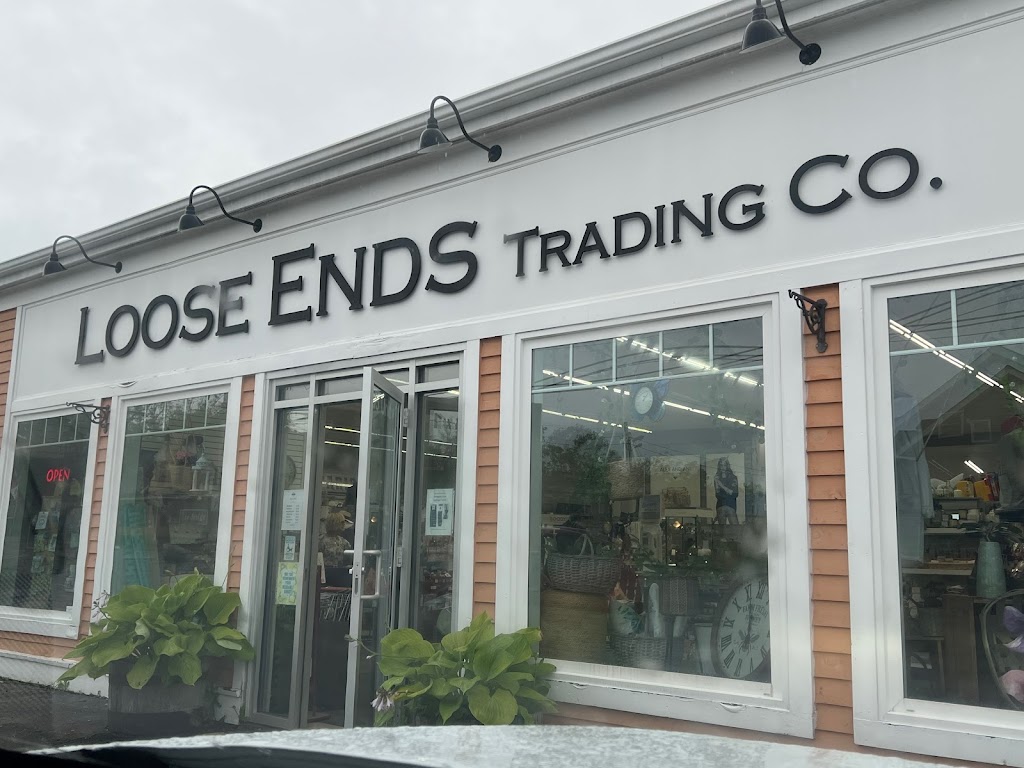 LOOSE ENDS TRADING CO.
OPEN